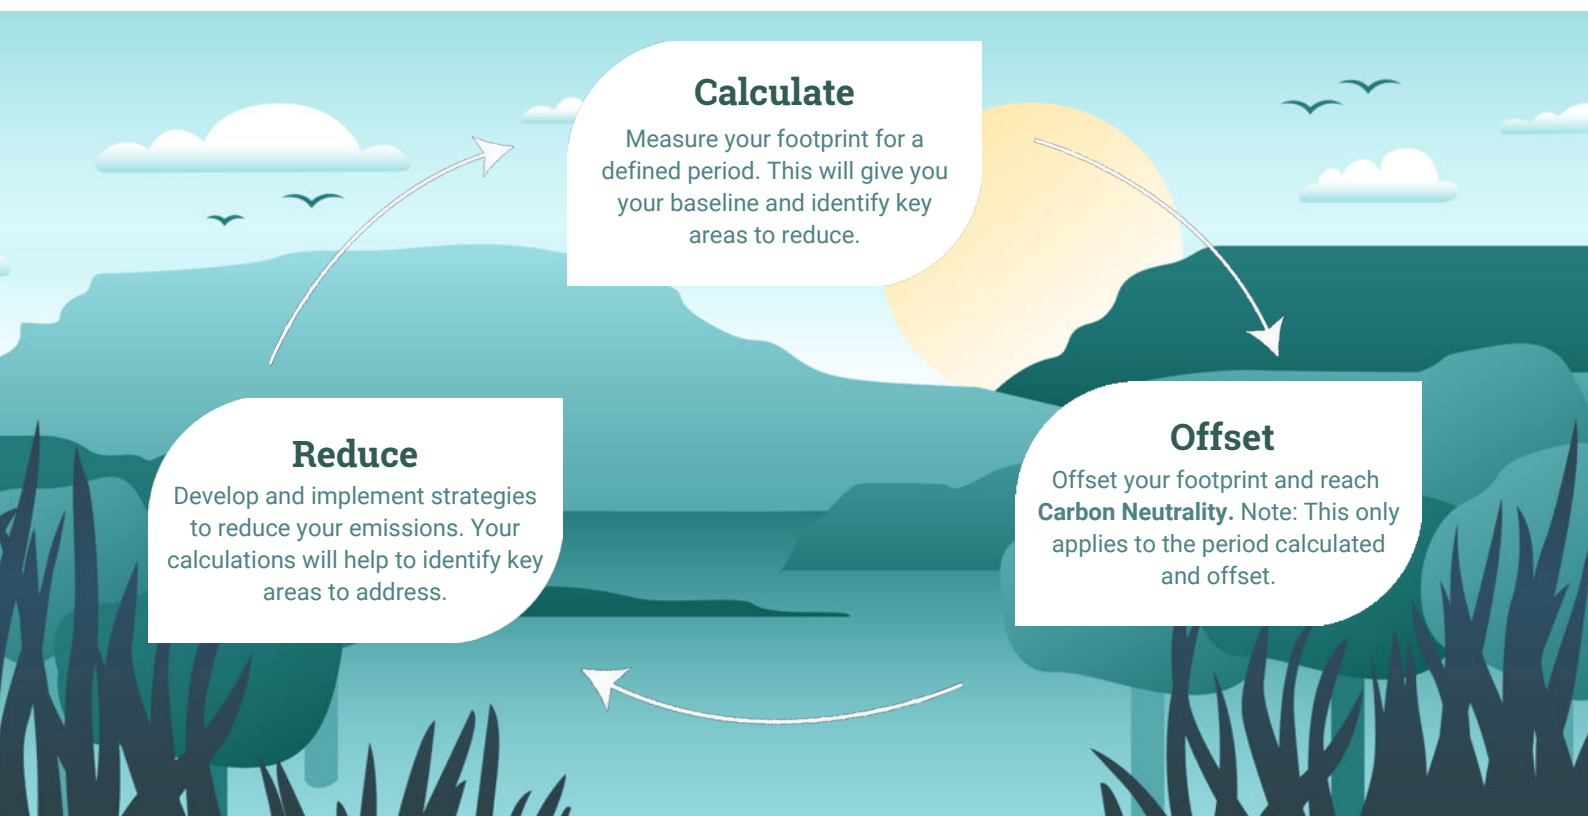 Calculate
Measure your footprint for a
defined period. This will give you
your baseline and identify key
areas to reduce.
Offset
Offset your footprint and reach
Carbon Neutrality. Note: This only
applies to the period calculated
and offset.
Reduce
Develop and implement strategies
to reduce your emissions. Your
calculations will help to identify key
areas to address.